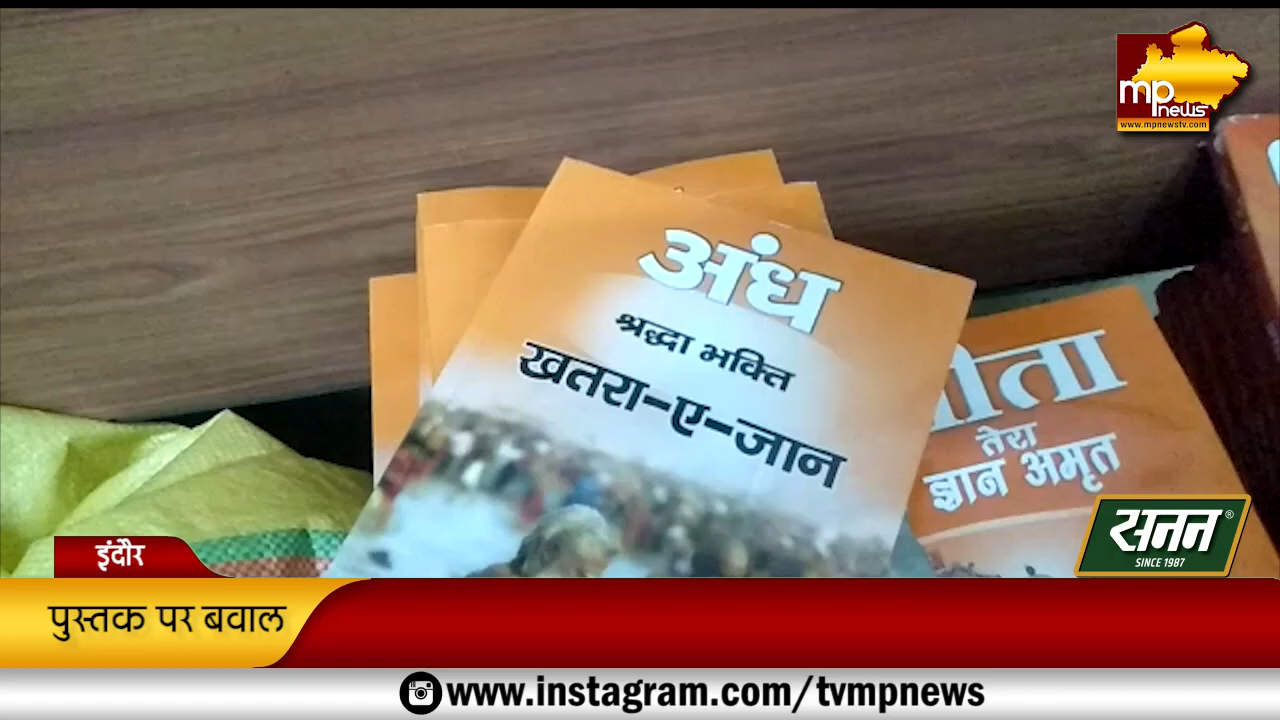 mp
news
www.mpnewstv.com
अंध
श्रद्धा भक्ति
खतरा-ए-जान
तेरा
ज्ञान अमृत
सनन®
SINCE 1987
इंदौर
पुस्तक पर बवाल
www.instagram.com/tvmpnews